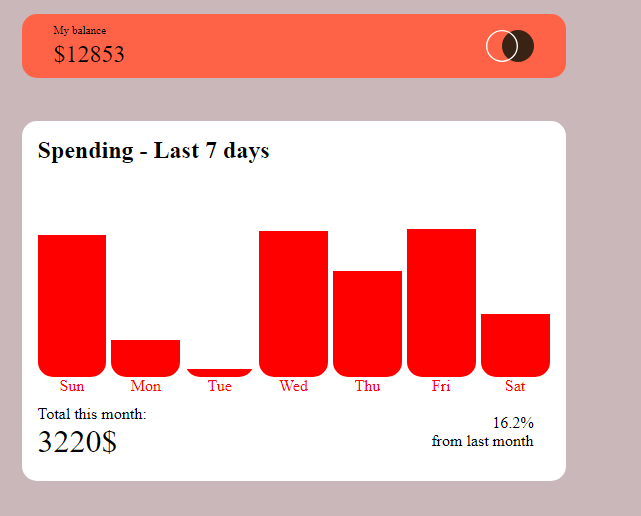 My balance
$12853
Spending - Last 7 days
Sun Mon Tue Wed Thu Fri Sat
Total this month:
3220$
16.2%
from last month